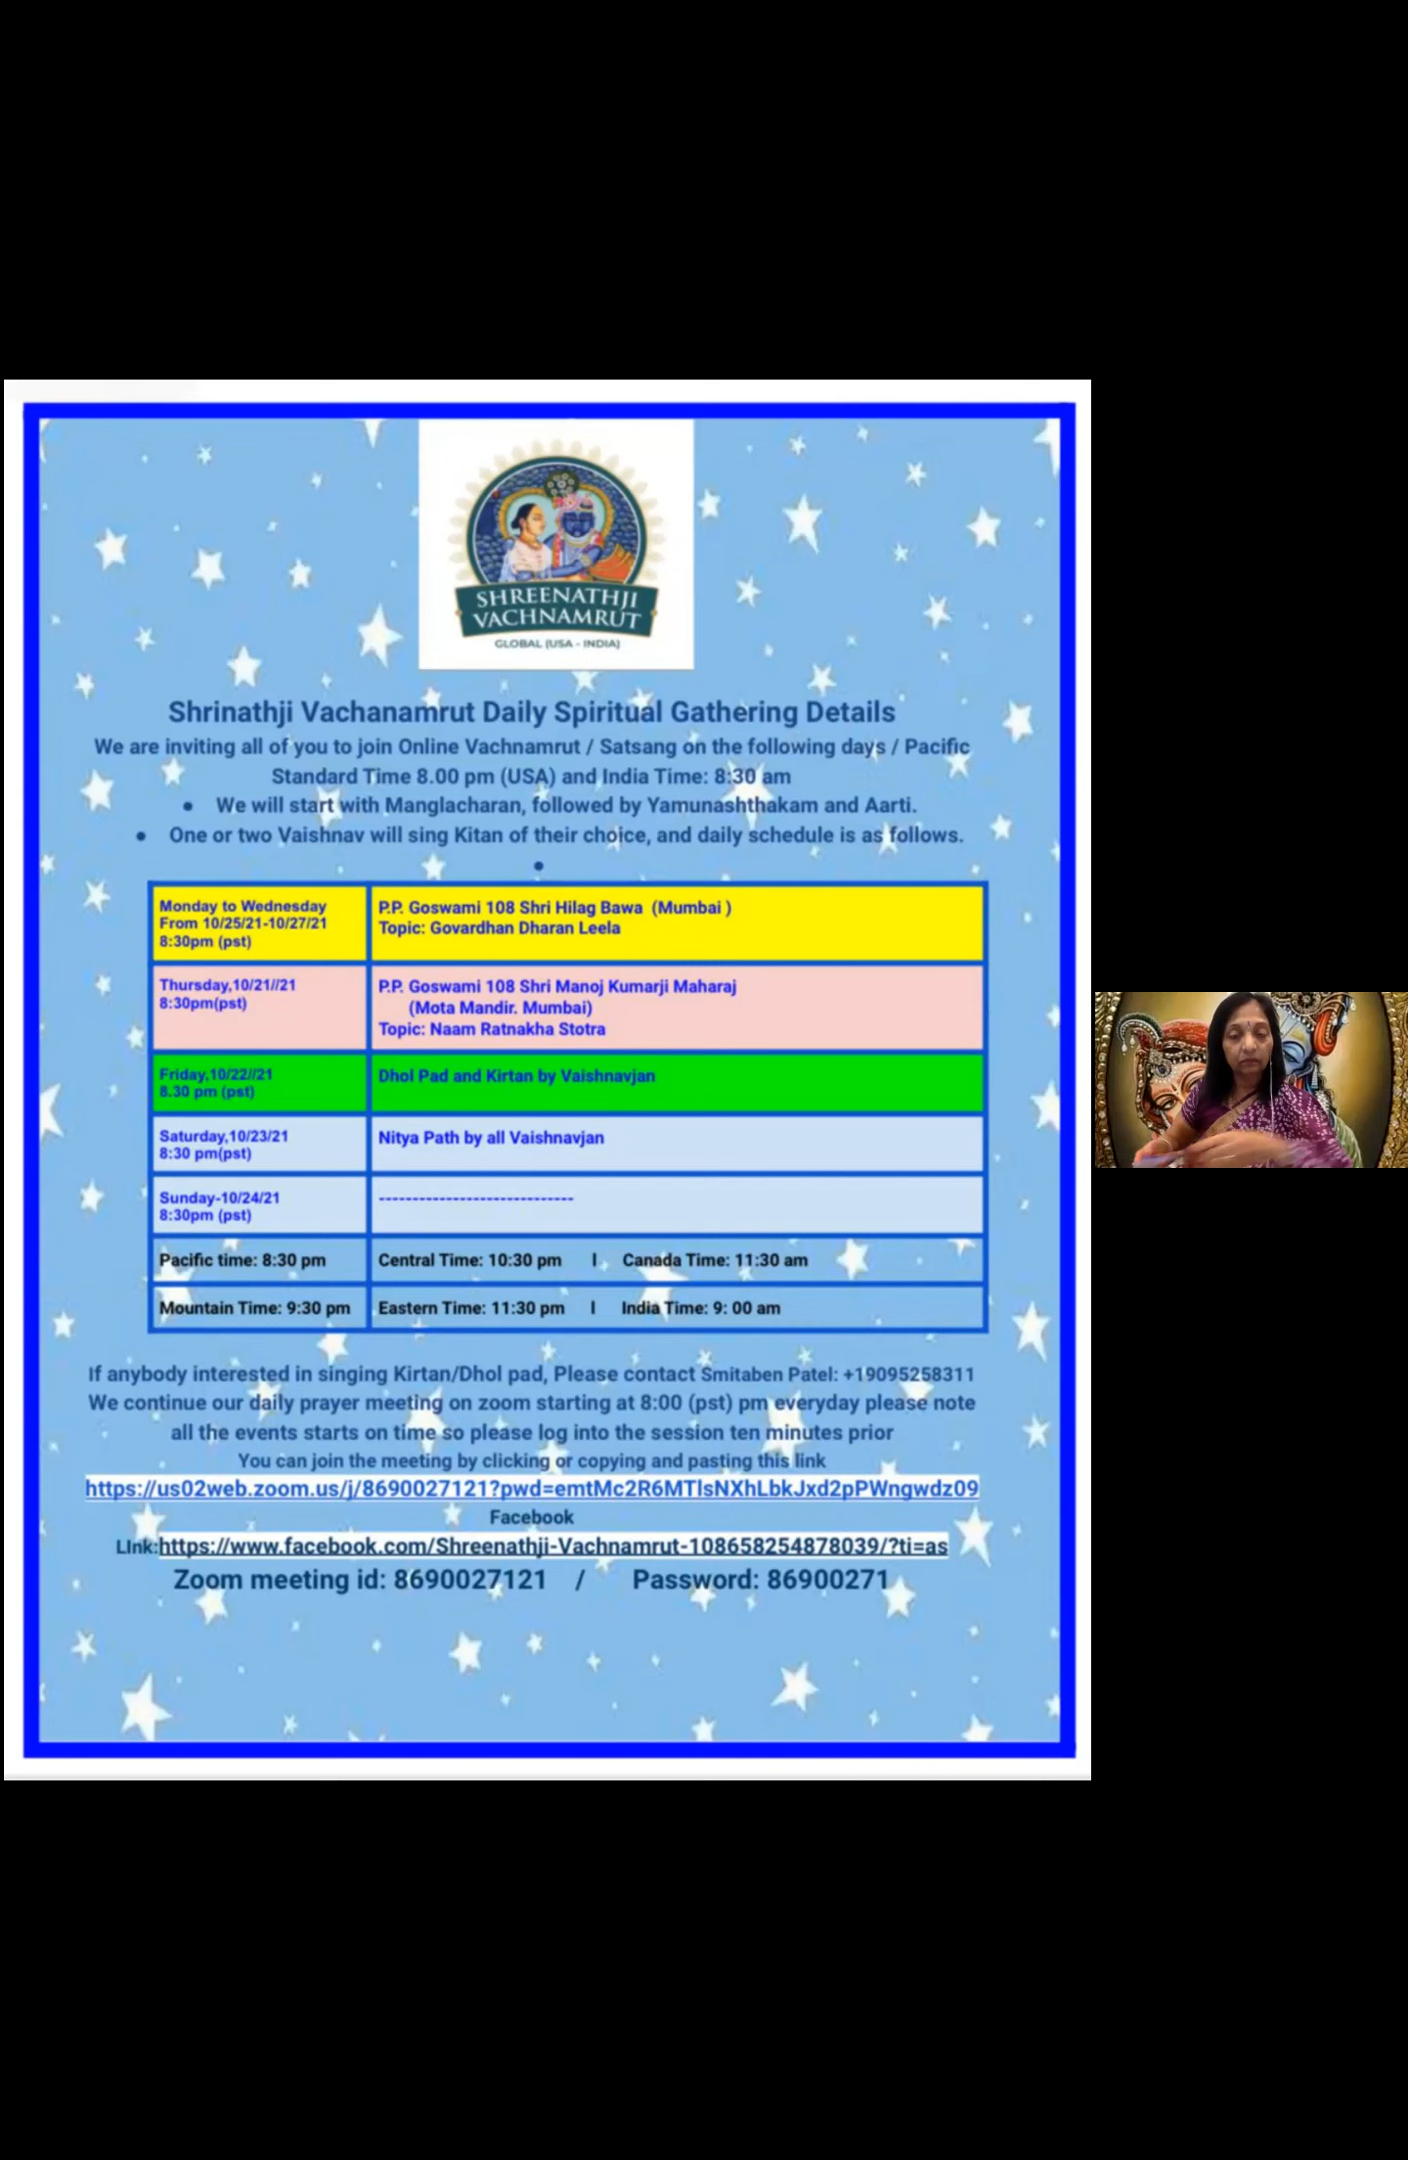 SHREENATHJI
VACHNAMRUT
GLOBAL (USA - INDIA)
Shrinathji Vachanamrut Daily Spiritual Gathering Details
We are inviting all of you to join Online Vachnamrut / Satsang on the following days / Pacific
Standard Time 8.00 pm (USA) and India Time: 8:30 am
● We will start with Manglacharan, followed by Yamunashthakam and Aarti.
● One or two Vaishnav will sing Kitan of their choice, and daily schedule is as follows.
●
Monday to Wednesday
From 10/25/21-10/27/21
8:30pm (pst)
P.P. Goswami 108 Shri Hilag Bawa (Mumbai )
Topic: Govardhan Dharan Leela
Thursday,10/21//21
8:30pm(pst)
P.P. Goswami 108 Shri Manoj Kumarji Maharaj
(Mota Mandir. Mumbai)
Topic: Naam Ratnakha Stotra
Friday,10/22//21
8.30 pm (pst)
Dhol Pad and Kirtan by Vaishnavjan
Saturday,10/23/21
8:30 pm(pst)
Nitya Path by all Vaishnavjan
Sunday-10/24/21
8:30pm (pst)
-----------------------------
Pacific time: 8:30 pm
Central Time: 10:30 pm I Canada Time: 11:30 am
Mountain Time: 9:30 pm
Eastern Time: 11:30 pm I India Time: 9: 00 am
If anybody interested in singing Kirtan/Dhol pad, Please contact Smitaben Patel: +19095258311
We continue our daily prayer meeting on zoom starting at 8:00 (pst) pm everyday please note
all the events starts on time so please log into the session ten minutes prior
You can join the meeting by clicking or copying and pasting this link
https://us02web.zoom.us/j/8690027121?pwd=emtMc2R6MTlsNXhLbkJxd2pPWngwdz09
Facebook
LInk:https://www.facebook.com/Shreenathji-Vachnamrut-108658254878039/?ti=as
Zoom meeting id: 8690027121 / Password: 86900271